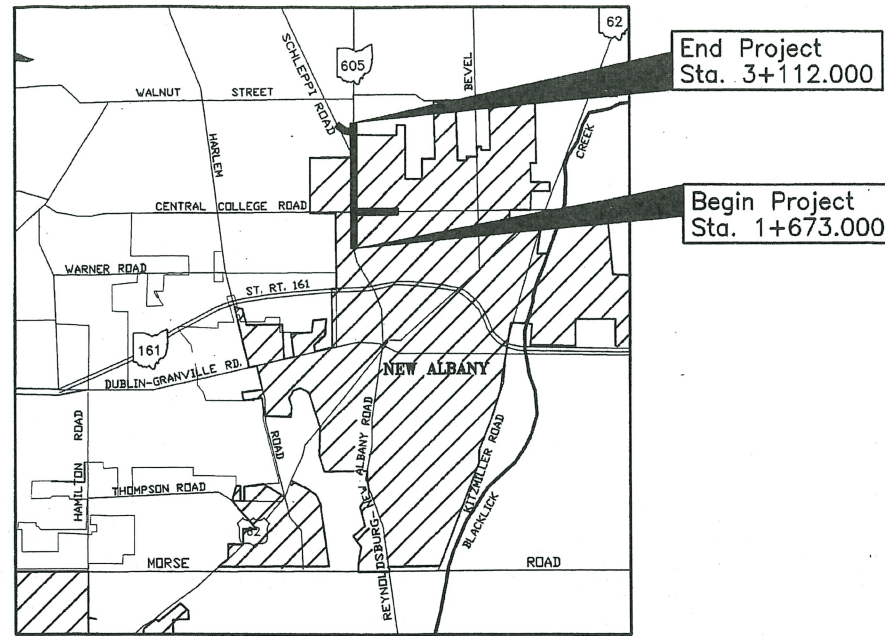 62
End Project
Sta. 3+112.000
SCHLEPPI ROAD
605
BEVEL
WALNUT STREET
HARLEM
CREEK
Begin Project
Sta. 1+673.000
CENTRAL COLLEGE ROAD
WARNER ROAD
ST. RT. 161
161
DUBLIN-GRANVILLE RD.
NEW ALBANY
HAMILTON ROAD
ROAD
REYNOLDSBURG-NEW ALBANY ROAD
KITZMILLER ROAD
BLACKLICK
THOMPSON ROAD
62
MORSE ROAD